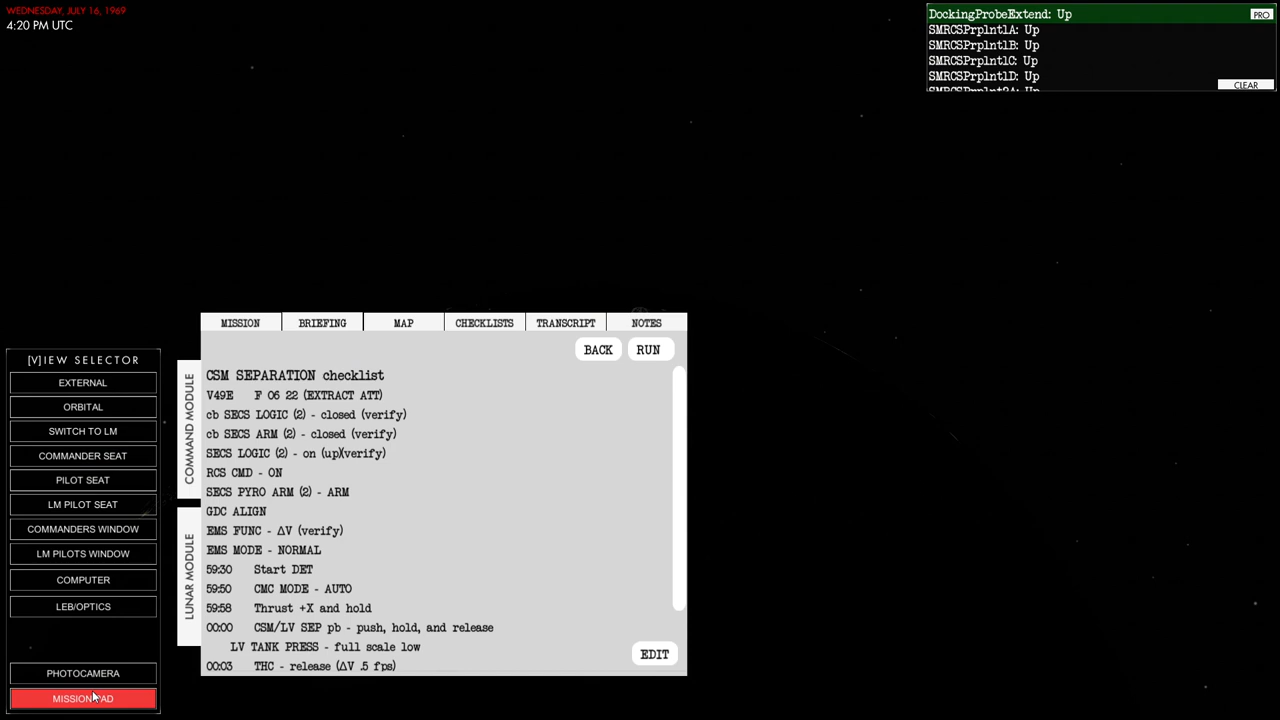 WEDNESDAY, JULY 16, 1969
4:20 PM UTC
DockingProbeExtend: Up
PRO
SMRCSPrplnt1A: Up
SMRCSPrplnt1B: Up
SMRCSPrplnt1C: Up
SMRCSPrplnt1D: Up
SMRCSPrplnt2A: Up
CLEAR
[V]IEW SELECTOR
EXTERNAL
ORBITAL
SWITCH TO LM
COMMANDER SEAT
PILOT SEAT
LM PILOT SEAT
COMMANDERS WINDOW
LM PILOTS WINDOW
COMPUTER
LEB/OPTICS
PHOTOCAMERA
MISSION PAD
COMMAND MODULE
LUNAR MODULE
MISSION BRIEFING MAP CHECKLISTS TRANSCRIPT NOTES
BACK RUN
CSM SEPARATION checklist
V49E F 06 22 (EXTRACT ATT)
cb SECS LOGIC (2) - closed (verify)
cb SECS ARM (2) - closed (verify)
SECS LOGIC (2) - on (up)(verify)
RCS CMD - ON
SECS PYRO ARM (2) - ARM
GDC ALIGN
EMS FUNC - ΔV (verify)
EMS MODE - NORMAL
59:30 Start DET
59:50 CMC MODE - AUTO
59:58 Thrust +X and hold
00:00 CSM/LV SEP pb - push, hold, and release
LV TANK PRESS - full scale low
00:03 THC - release (ΔV .5 fps)
EDIT